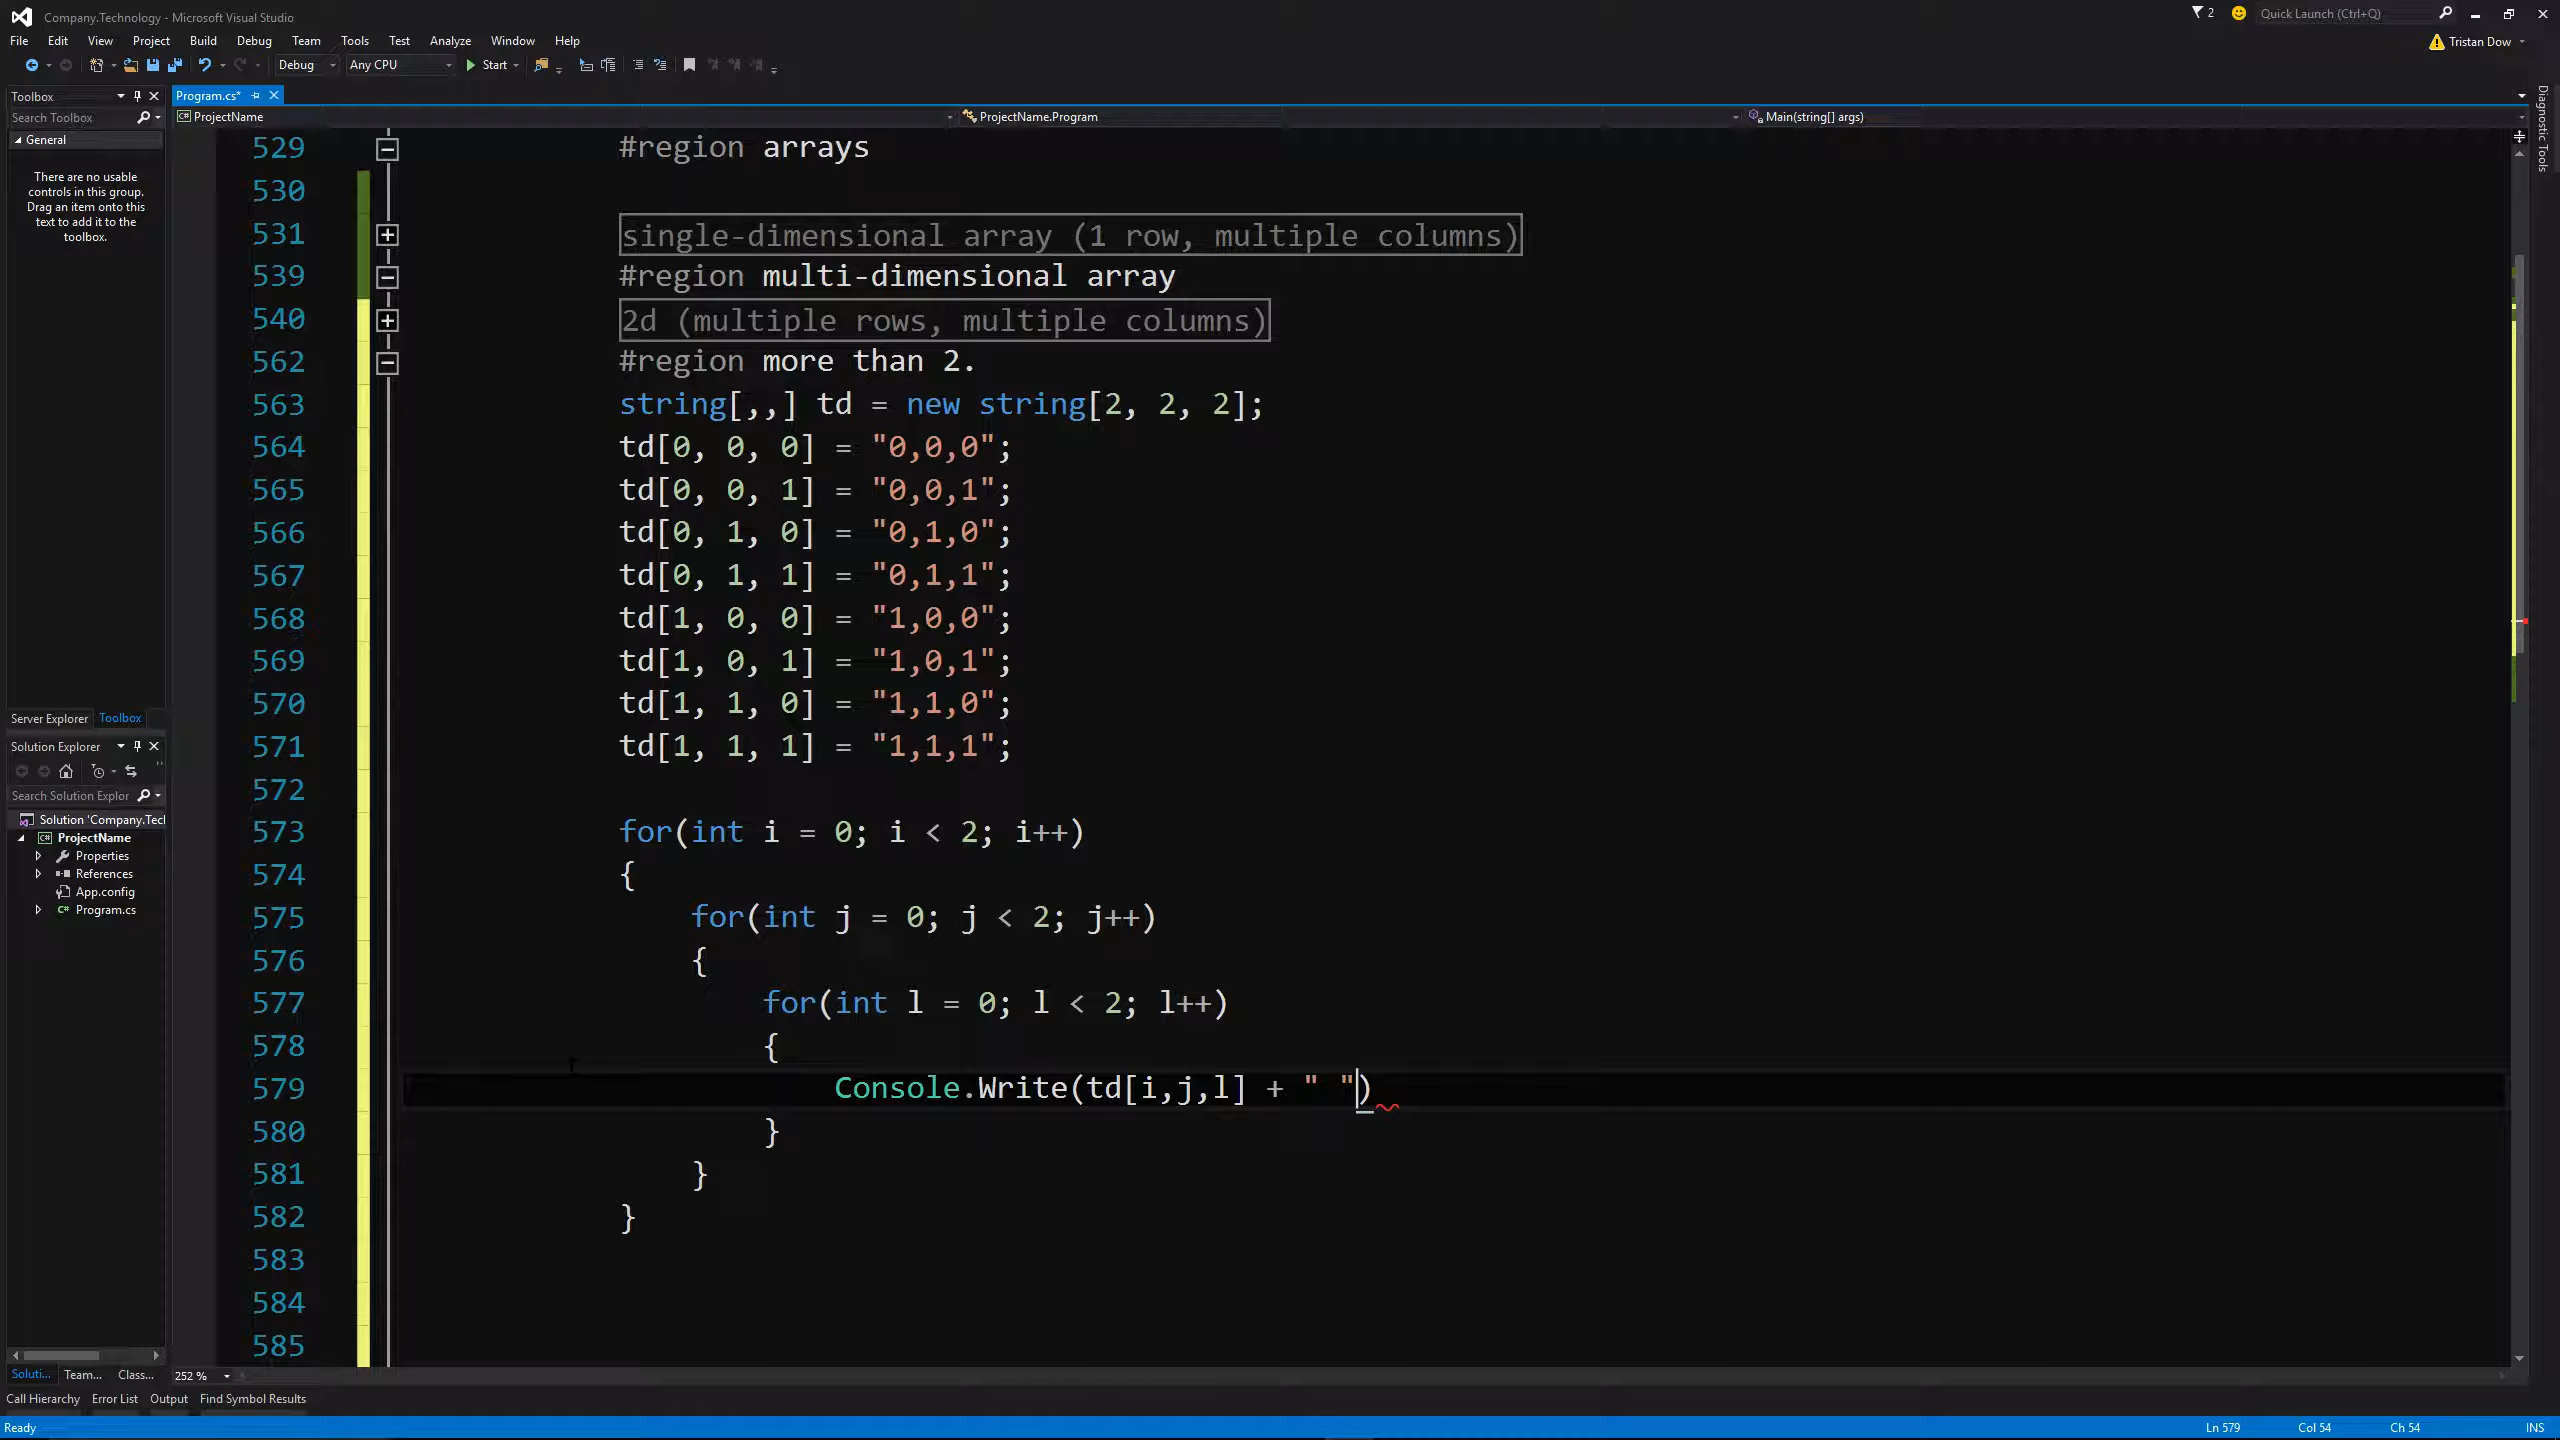 Company.Technology - Microsoft Visual Studio
2
Quick Launch (Ctrl+Q)
File Edit View Project Build Debug Team Tools Test Analyze Window Help
Tristan Dow
Debug Any CPU Start
Toolbox
Program.cs*
Search Toolbox
ProjectName
ProjectName.Program
Main(string[] args)
Diagnostic Tools
General
There are no usable
controls in this group.
Drag an item onto this
text to add it to the
toolbox.
529 #region arrays
530
531 single-dimensional array (1 row, multiple columns)
539 #region multi-dimensional array
540 2d (multiple rows, multiple columns)
562 #region more than 2.
563 string[,,] td = new string[2, 2, 2];
564 td[0, 0, 0] = "0,0,0";
565 td[0, 0, 1] = "0,0,1";
566 td[0, 1, 0] = "0,1,0";
567 td[0, 1, 1] = "0,1,1";
568 td[1, 0, 0] = "1,0,0";
569 td[1, 0, 1] = "1,0,1";
570 td[1, 1, 0] = "1,1,0";
571 td[1, 1, 1] = "1,1,1";
572
573 for(int i = 0; i < 2; i++)
574 {
575 for(int j = 0; j < 2; j++)
576 {
577 for(int l = 0; l < 2; l++)
578 {
579 Console.Write(td[i,j,l] + " ")
580 }
581 }
582 }
583
584
585
Server Explorer Toolbox
Solution Explorer
Search Solution Explor
Solution 'Company.Tecl
ProjectName
Properties
References
App.config
Program.cs
Soluti... Team... Class...
252 %
Call Hierarchy Error List Output Find Symbol Results
Ready
Ln 579 Col 54 Ch 54 INS